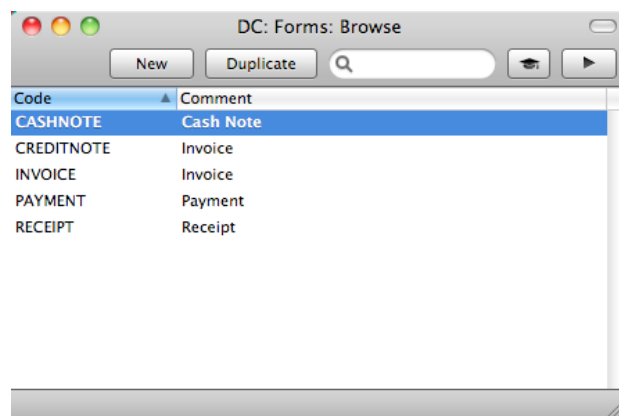 DC: Forms: Browse
New Duplicate
Code Comment
CASHNOTE Cash Note
CREDITNOTE Invoice
INVOICE Invoice
PAYMENT Payment
RECEIPT Receipt